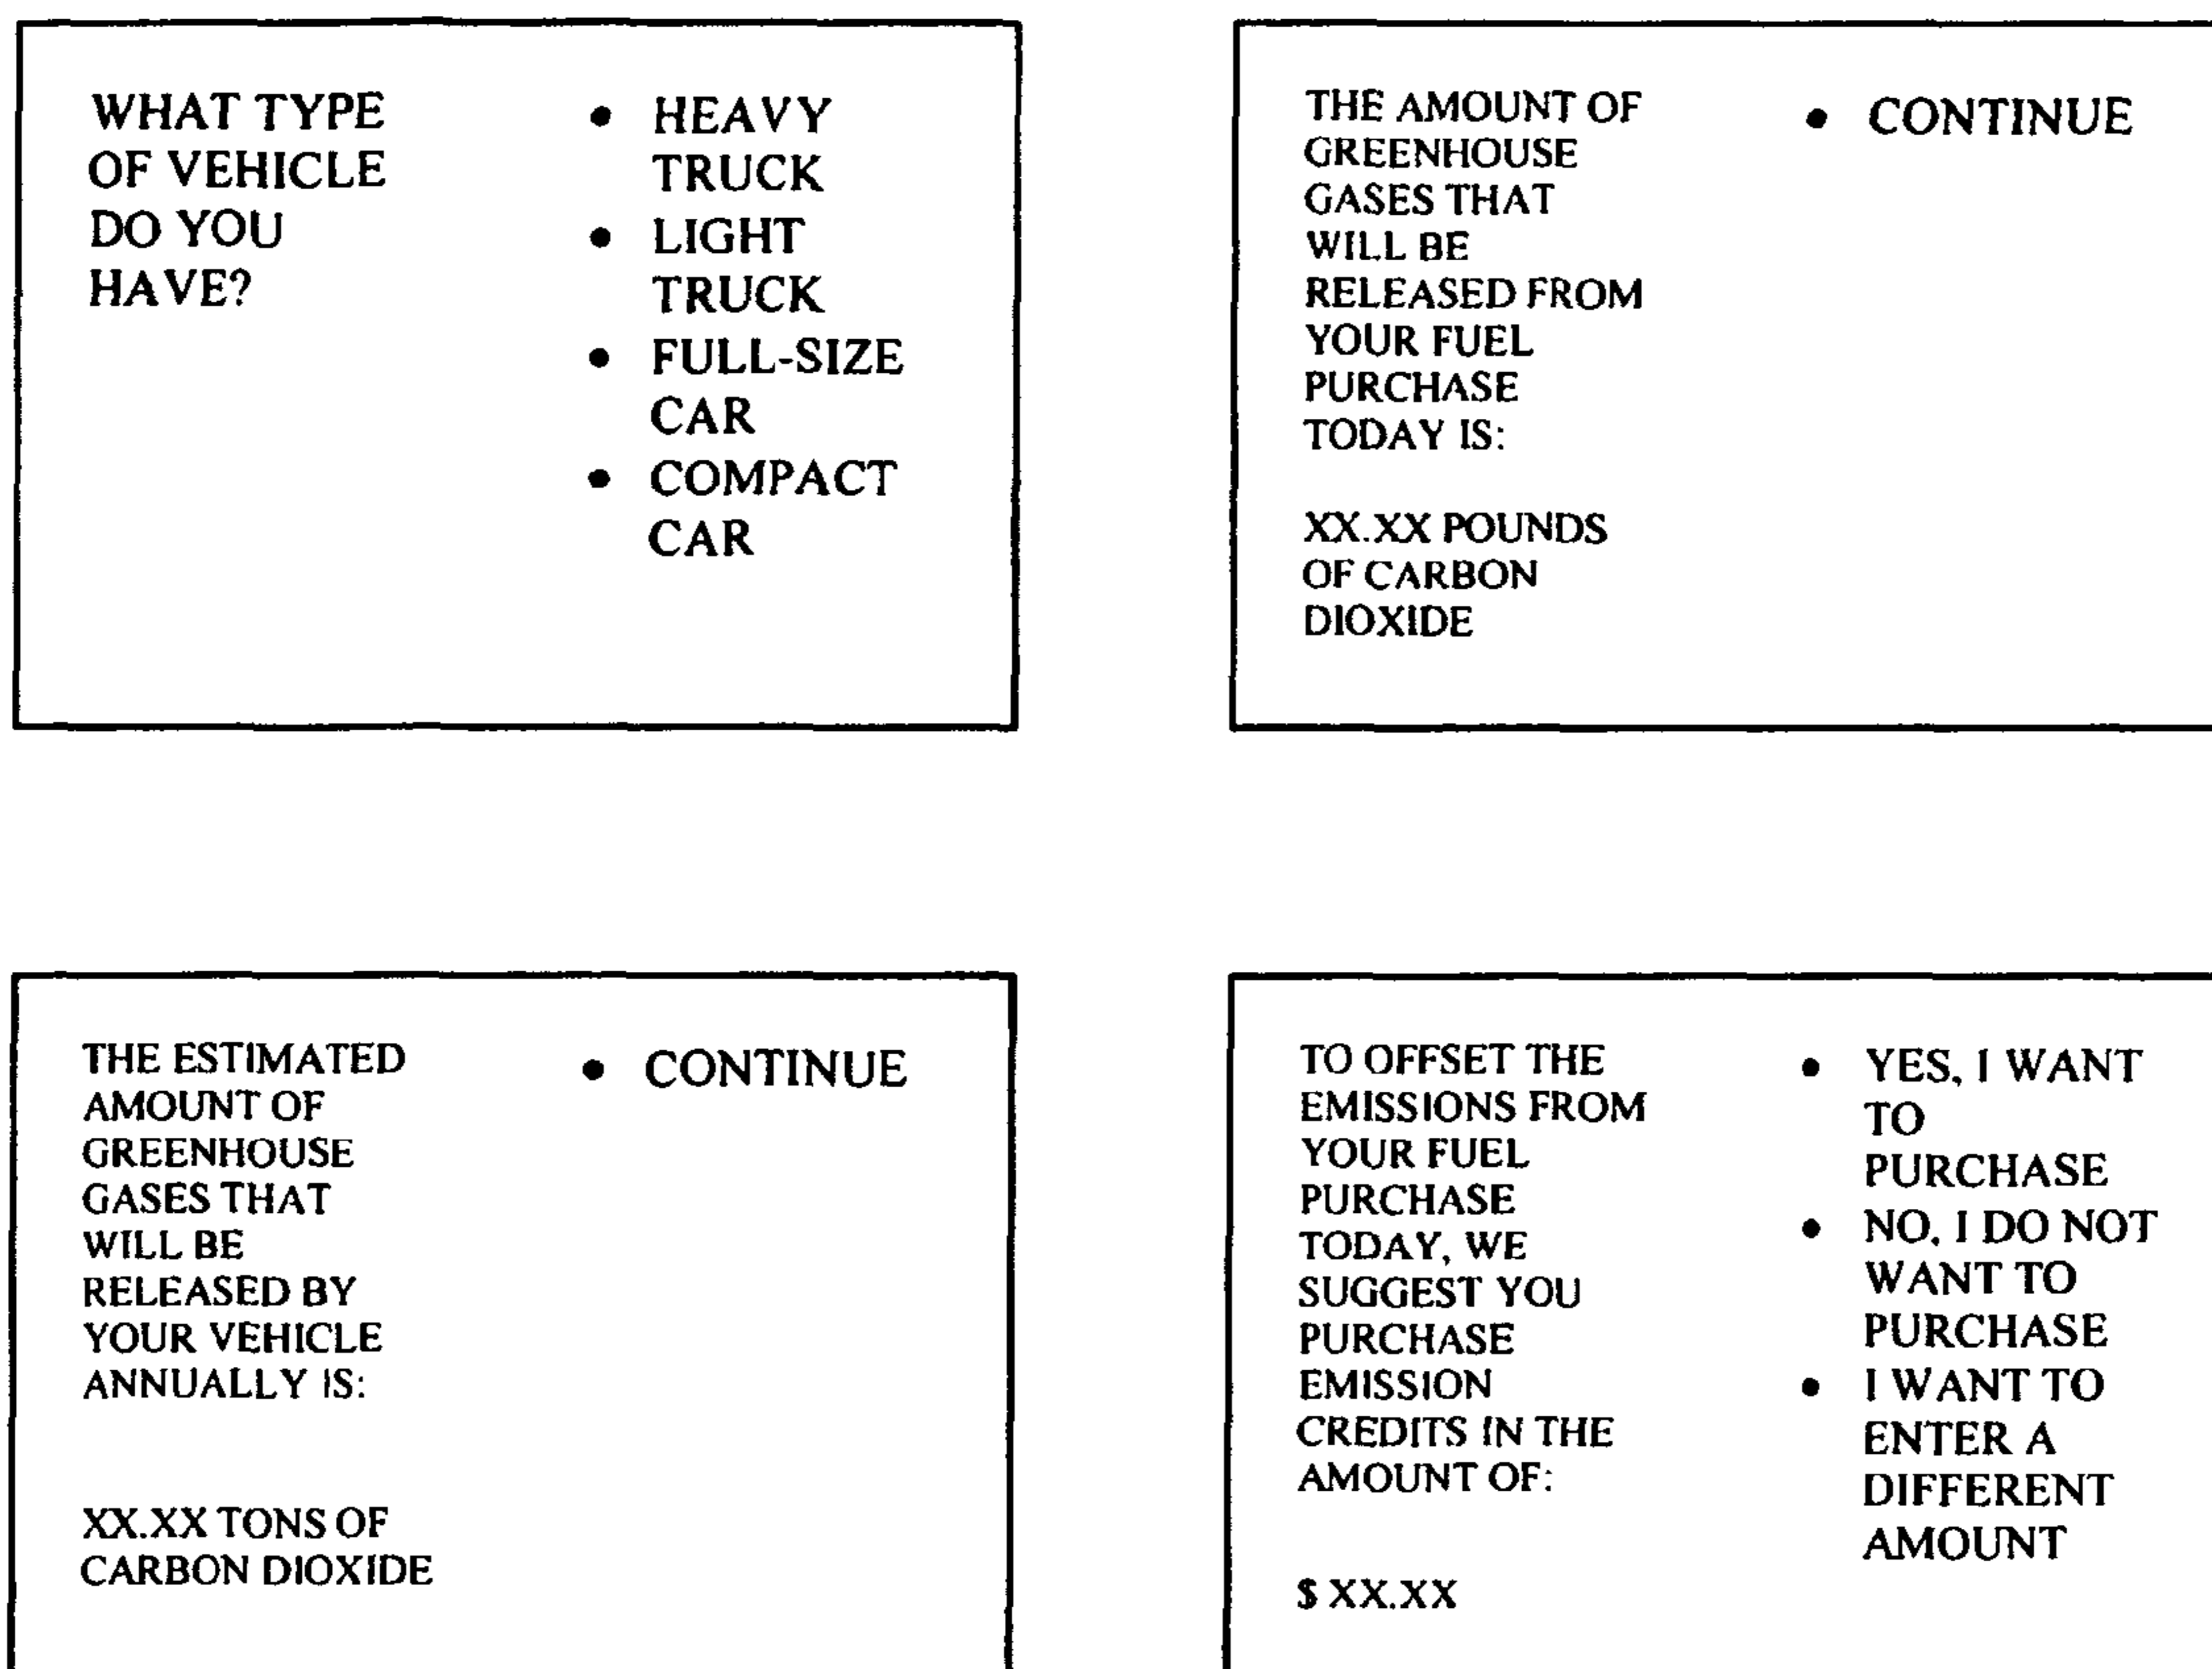 WHAT TYPE
OF VEHICLE
DO YOU
HAVE?
• HEAVY
TRUCK
• LIGHT
TRUCK
• FULL-SIZE
CAR
• COMPACT
CAR
THE AMOUNT OF
GREENHOUSE
GASES THAT
WILL BE
RELEASED FROM
YOUR FUEL
PURCHASE
TODAY IS:
XX.XX POUNDS
OF CARBON
DIOXIDE
• CONTINUE
THE ESTIMATED
AMOUNT OF
GREENHOUSE
GASES THAT
WILL BE
RELEASED BY
YOUR VEHICLE
ANNUALLY IS:
XX.XX TONS OF
CARBON DIOXIDE
• CONTINUE
TO OFFSET THE
EMISSIONS FROM
YOUR FUEL
PURCHASE
TODAY, WE
SUGGEST YOU
PURCHASE
EMISSION
CREDITS IN THE
AMOUNT OF:
$ XX.XX
• YES, I WANT
TO
PURCHASE
• NO, I DO NOT
WANT TO
PURCHASE
• I WANT TO
ENTER A
DIFFERENT
AMOUNT